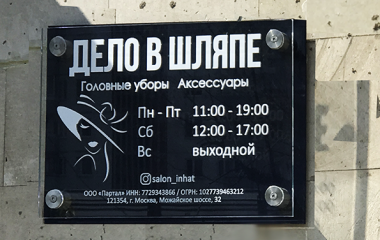 ДЕЛО В ШЛЯПЕ
Головные уборы Аксессуары
Пн - Пт 11:00 - 19:00
Сб 12:00 - 17:00
Вс выходной
salon_inhat
ООО «Партал» ИНН: 7729343866 / ОГРН: 1027739463212
121354, г. Москва, Можайское шоссе, 32